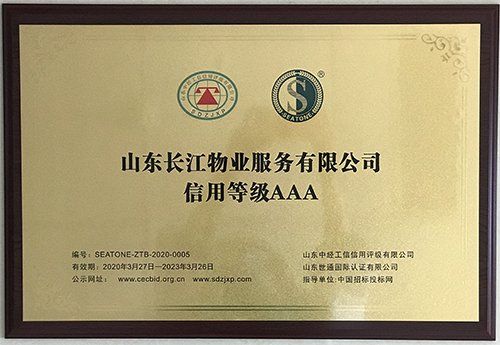 SDZJXP
SEATONE
®
山东长江物业服务有限公司
信用等级AAA
编号：SEATONE-ZTB-2020-0005
有效期：2020年3月27日—2023年3月26日
公示网址： www.cecbid.org.cn www.sdzjxp.com
山东中经工信信用评级有限公司
山东世通国际认证有限公司
指导单位:中国招标投标网